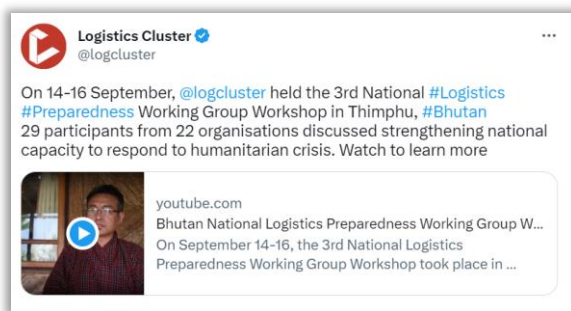 Logistics Cluster
@logcluster
On 14-16 September, @logcluster held the 3rd National #Logistics
#Preparedness Working Group Workshop in Thimphu, #Bhutan
29 participants from 22 organisations discussed strengthening national
capacity to respond to humanitarian crisis. Watch to learn more
youtube.com
Bhutan National Logistics Preparedness Working Group W...
On September 14-16, the 3rd National Logistics
Preparedness Working Group Workshop took place in ...